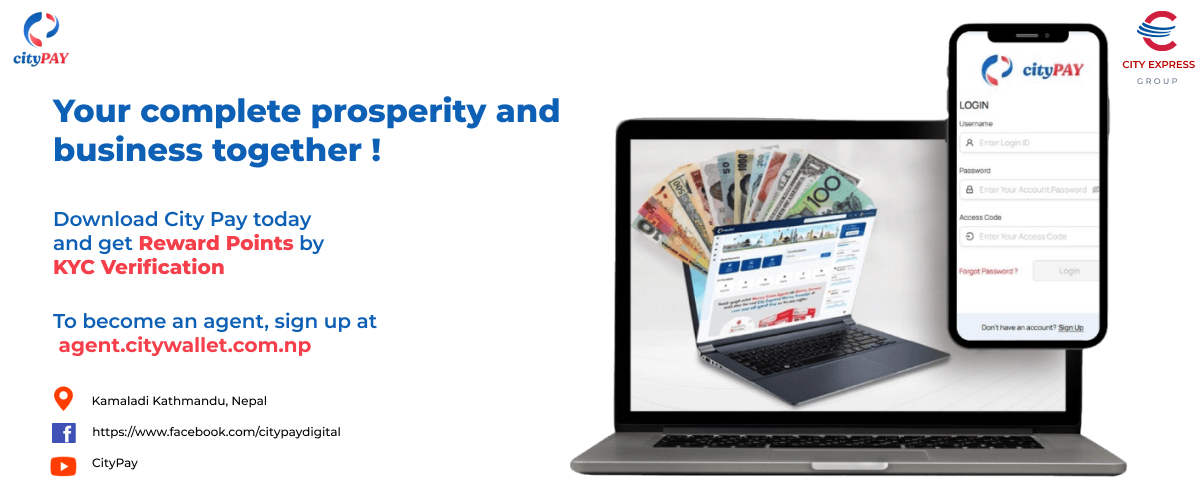 cityPAY
CITY EXPRESS
GROUP
Your complete prosperity and
business together !
Download City Pay today
and get Reward Points by
KYC Verification
To become an agent, sign up at
agent.citywallet.com.np
Kamaladi Kathmandu, Nepal
https://www.facebook.com/citypaydigital
CityPay
500
50
1000
100
cityPAY
LOGIN
Username
Enter Login ID
Password
Enter Your Account Password
Access Code
Enter Your Access Code
Forgot Password ?
Login
Don't have an account? Sign Up